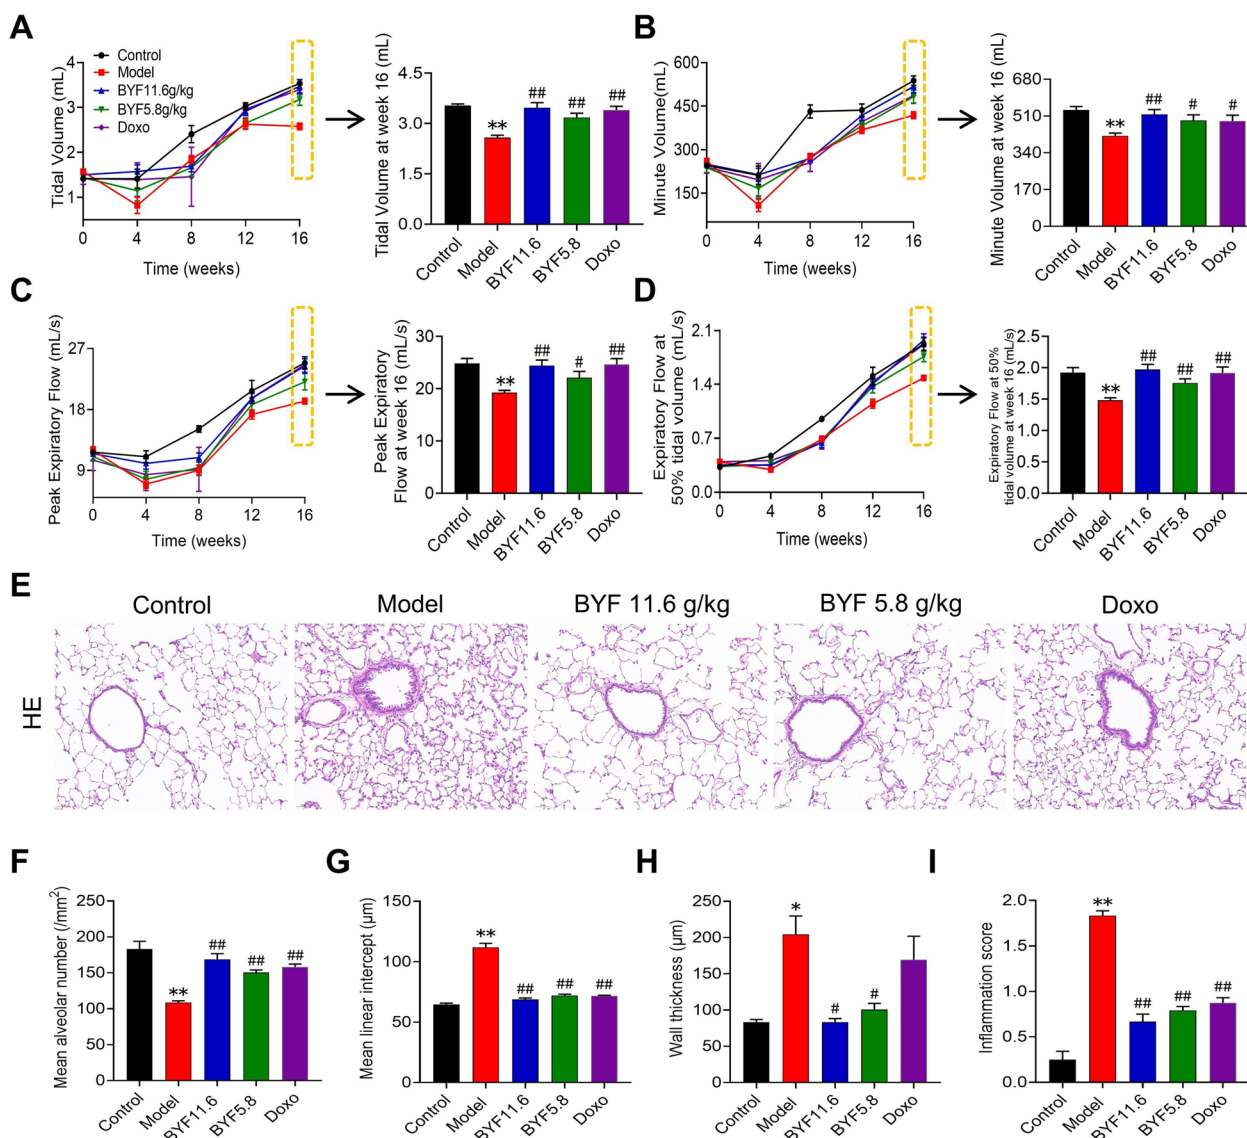 A
Tidal Volume (mL)
4
3
2
1
0
4
8
12
16
Time (weeks)
Control
Model
BYF11.6g/kg
BYF5.8g/kg
Doxo
Tidal Volume at week 16 (mL)
4.5
3.0
1.5
0.0
**
##
##
##
Control
Model
BYF11.6
BYF5.8
Doxo
B
Minute Volume(mL)
600
450
300
150
0
4
8
12
16
Time (weeks)
Minute Volume at week 16 (mL)
680
510
340
170
0
**
##
#
#
Control
Model
BYF11.6
BYF5.8
Doxo
C
Peak Expiratory Flow (mL/s)
27
18
9
0
4
8
12
16
Time (weeks)
Peak Expiratory
Flow at week 16 (mL/s)
30
20
10
0
**
##
#
##
Control
Model
BYF11.6
BYF5.8
Doxo
D
Expiratory Flow at
50% tidal volume (mL/s)
2.1
1.4
0.7
0.0
0
4
8
12
16
Time (weeks)
Expiratory Flow at 50%
tidal volume at week 16 (mL/s)
2.5
2.0
1.5
1.0
0.5
0.0
**
##
##
##
Control
Model
BYF11.6
BYF5.8
Doxo
E
Control
Model
BYF 11.6 g/kg
BYF 5.8 g/kg
Doxo
HE
F
Mean alveolar number (/mm²)
250
200
150
100
50
0
**
##
##
##
Control
Model
BYF11.6
BYF5.8
Doxo
G
Mean linear intercept (μm)
150
100
50
0
**
##
##
##
Control
Model
BYF11.6
BYF5.8
Doxo
H
Wall thickness (μm)
250
200
150
100
50
0
*
#
#
Control
Model
BYF11.6
BYF5.8
Doxo
I
Inflammation score
2.0
1.5
1.0
0.5
0.0
**
##
##
##
Control
Model
BYF11.6
BYF5.8
Doxo